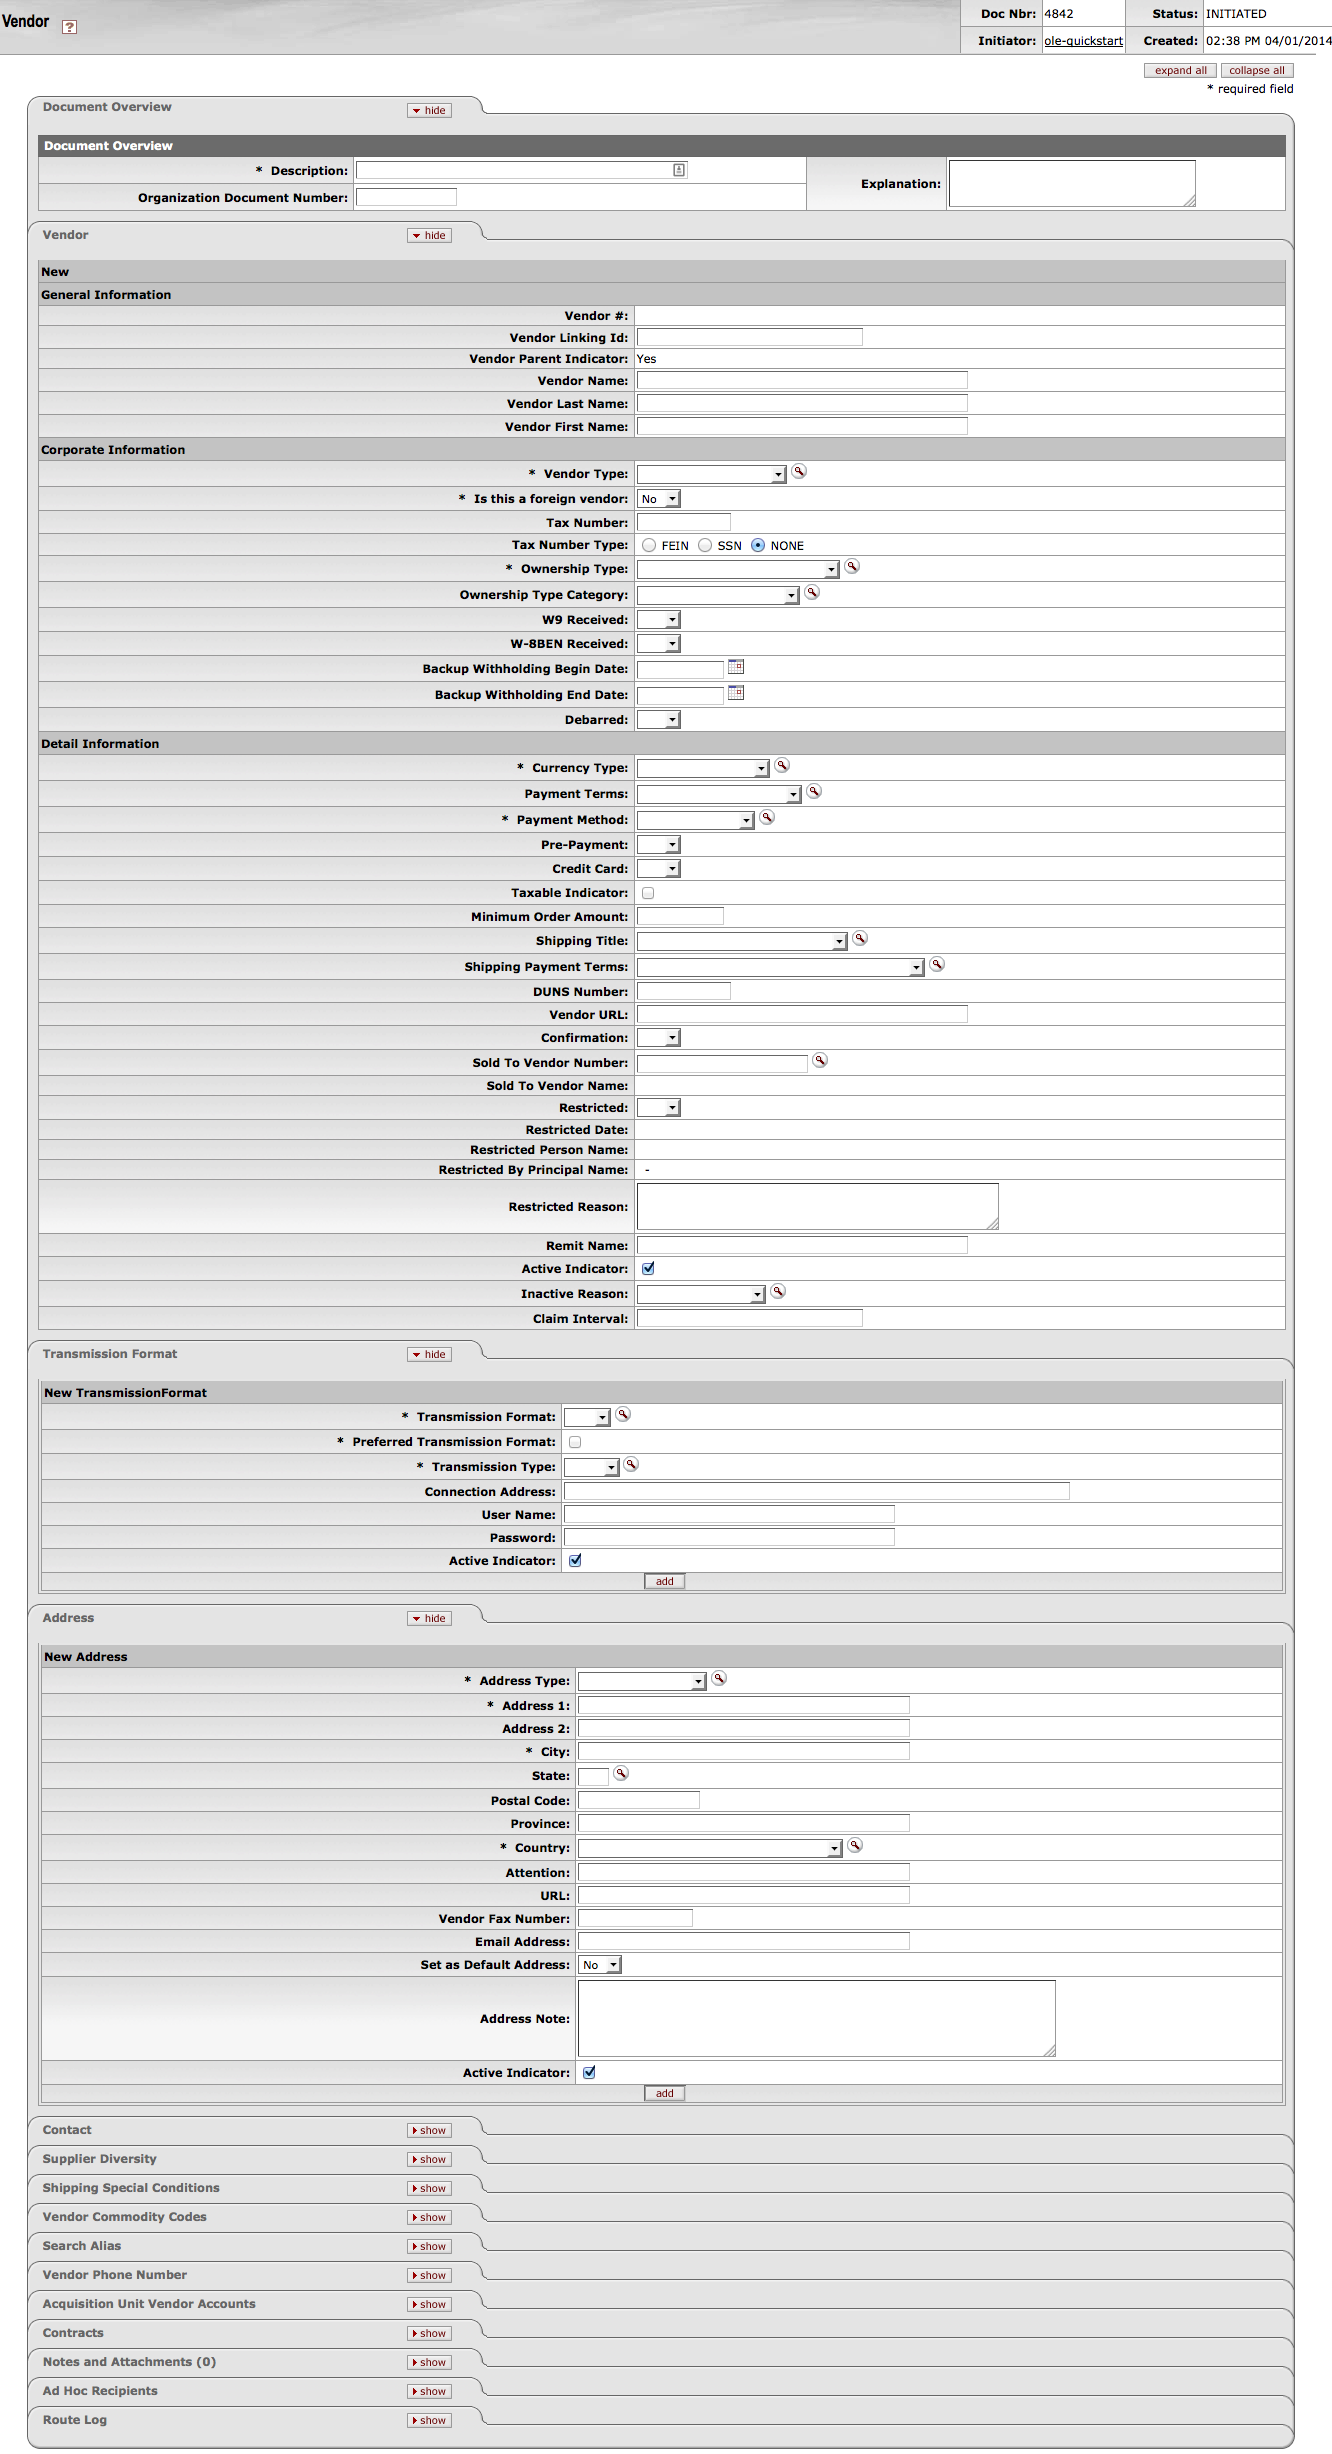 Vendor ?
Doc Nbr: 4842 Status: INITIATED
Initiator: ole-quickstart Created: 02:38 PM 04/01/2014
expand all collapse all
* required field
Document Overview hide
Document Overview
* Description:
Explanation:
Organization Document Number:
Vendor hide
New
General Information
Vendor #:
Vendor Linking Id:
Vendor Parent Indicator: Yes
Vendor Name:
Vendor Last Name:
Vendor First Name:
Corporate Information
* Vendor Type:
* Is this a foreign vendor: No
Tax Number:
Tax Number Type: FEIN SSN NONE
* Ownership Type:
Ownership Type Category:
W9 Received:
W-8BEN Received:
Backup Withholding Begin Date:
Backup Withholding End Date:
Debarred:
Detail Information
* Currency Type:
Payment Terms:
* Payment Method:
Pre-Payment:
Credit Card:
Taxable Indicator:
Minimum Order Amount:
Shipping Title:
Shipping Payment Terms:
DUNS Number:
Vendor URL:
Confirmation:
Sold To Vendor Number:
Sold To Vendor Name:
Restricted:
Restricted Date:
Restricted Person Name:
Restricted By Principal Name: -
Restricted Reason:
Remit Name:
Active Indicator:
Inactive Reason:
Claim Interval:
Transmission Format hide
New TransmissionFormat
* Transmission Format:
* Preferred Transmission Format:
* Transmission Type:
Connection Address:
User Name:
Password:
Active Indicator:
add
Address hide
New Address
* Address Type:
* Address 1:
Address 2:
* City:
State:
Postal Code:
Province:
* Country:
Attention:
URL:
Vendor Fax Number:
Email Address:
Set as Default Address: No
Address Note:
Active Indicator:
add
Contact show
Supplier Diversity show
Shipping Special Conditions show
Vendor Commodity Codes show
Search Alias show
Vendor Phone Number show
Acquisition Unit Vendor Accounts show
Contracts show
Notes and Attachments (0) show
Ad Hoc Recipients show
Route Log show